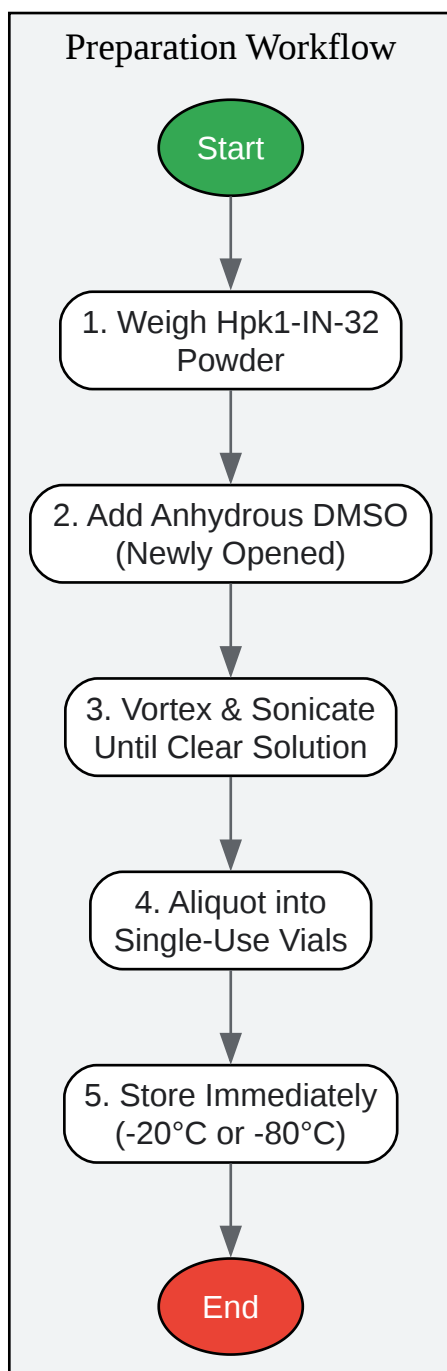 Preparation Workflow
Start
1. Weigh Hpk1-IN-32
Powder
2. Add Anhydrous DMSO
(Newly Opened)
3. Vortex & Sonicate
Until Clear Solution
4. Aliquot into
Single-Use Vials
5. Store Immediately
(-20°C or -80°C)
End